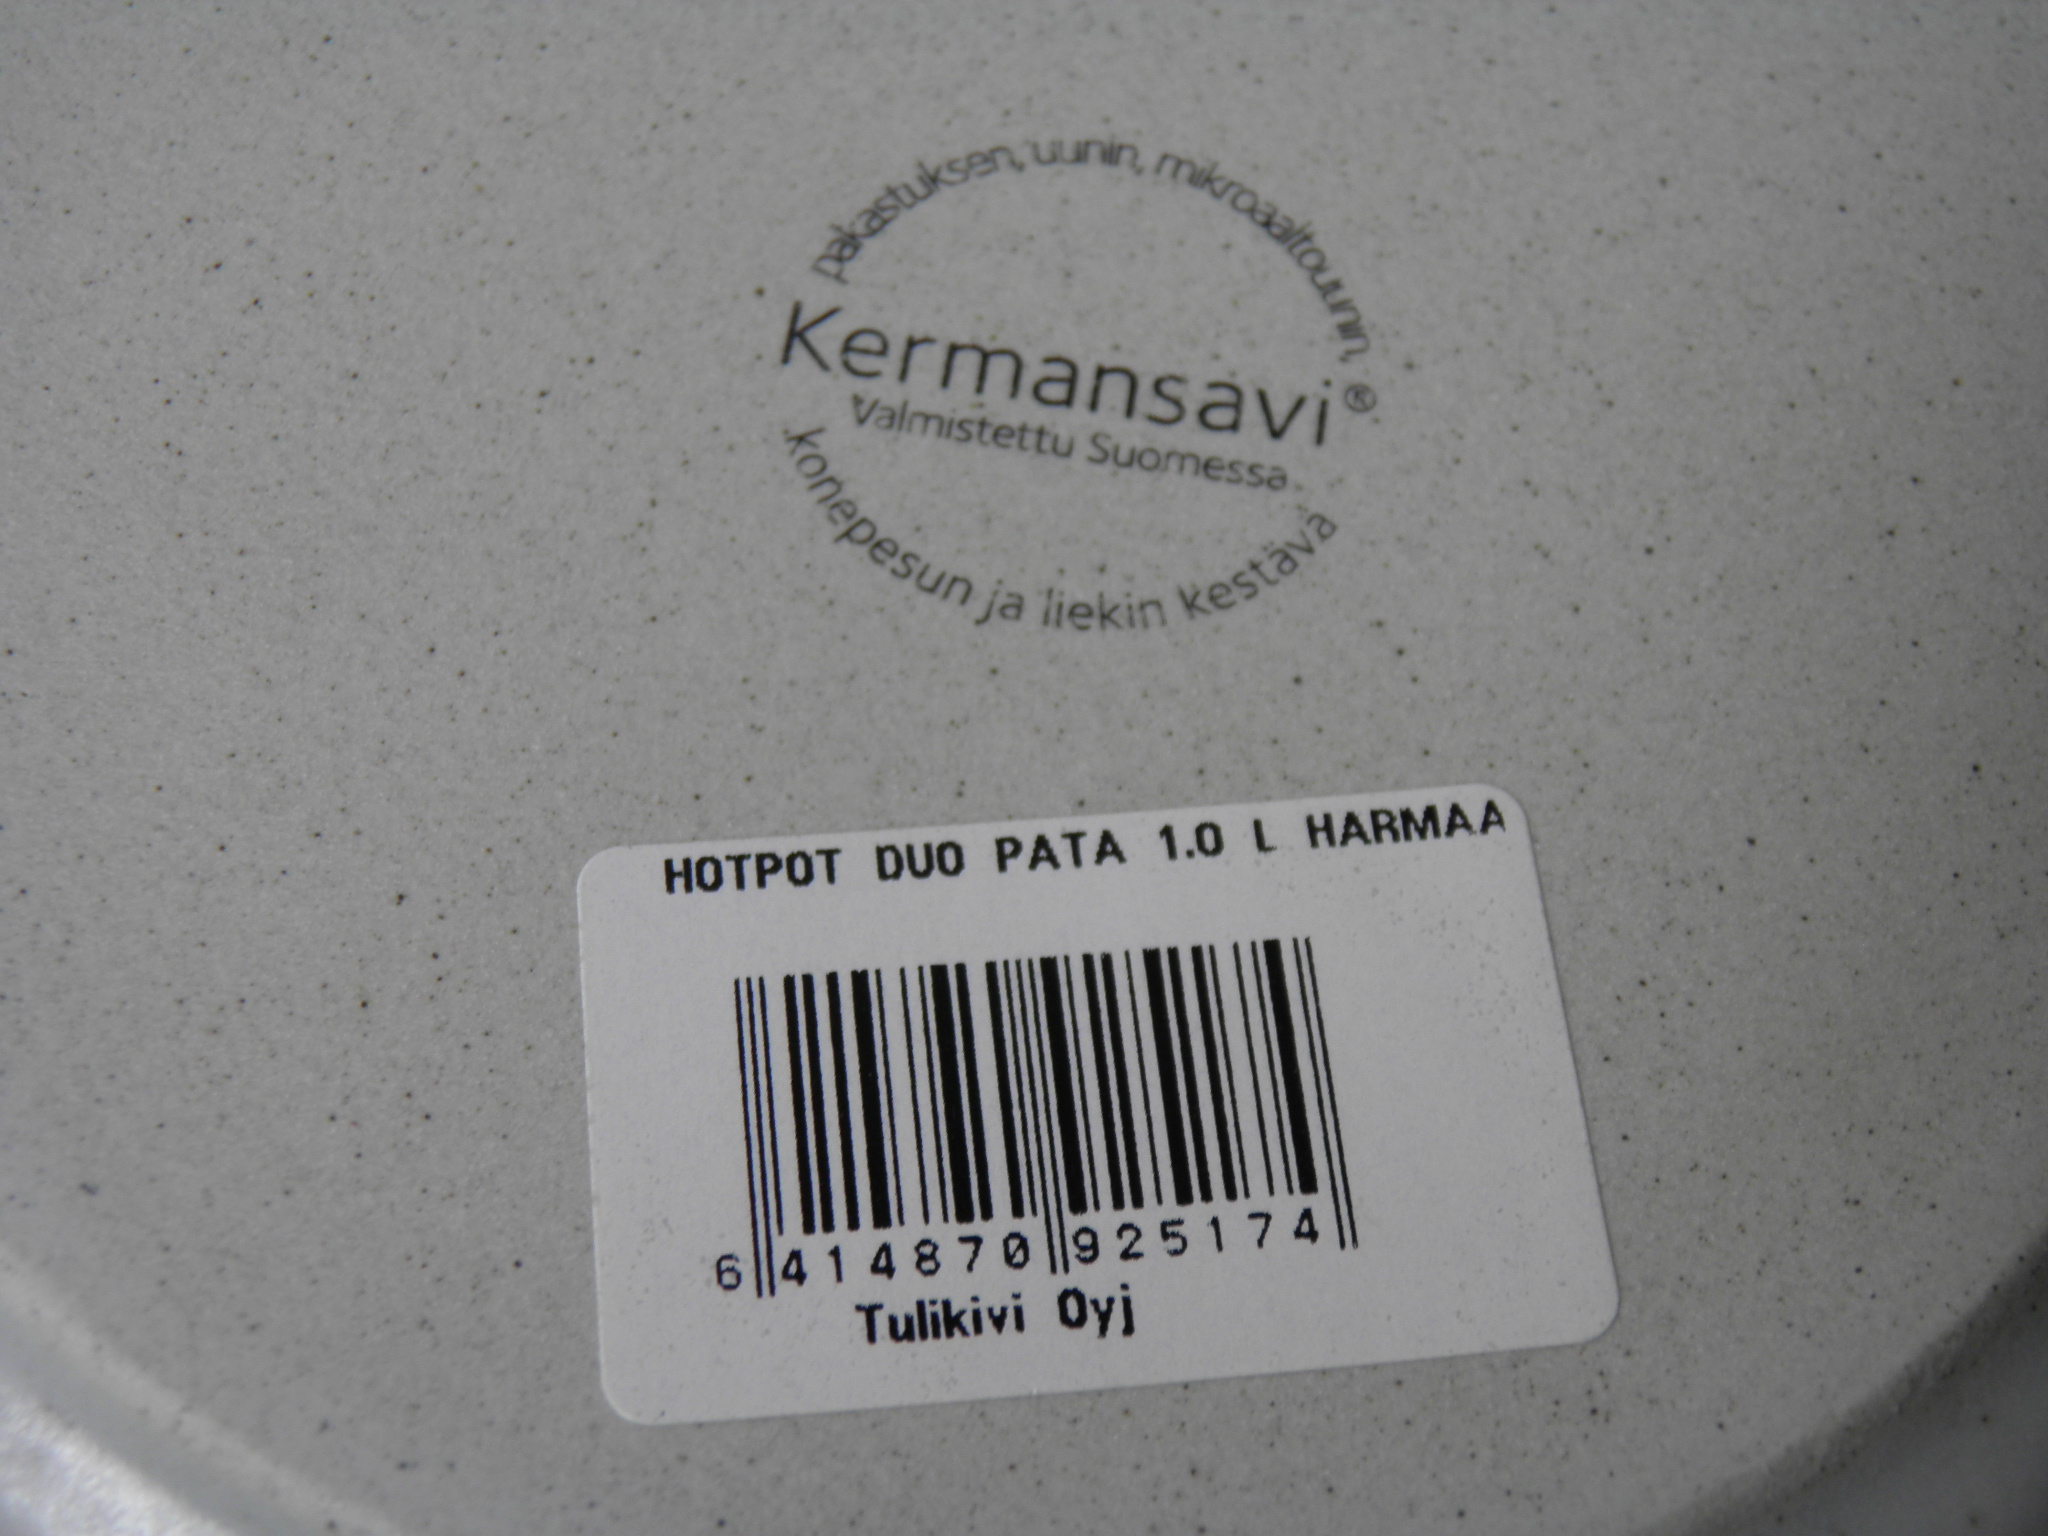 pakastuksen, uunin, mikroaaltouunin,
Kermansavi®
Valmistettu Suomessa
konepesun ja liekin kestävä
HOTPOT DUO PATA 1.0 L HARMAA
6 414870 925174
Tulikivi Oyj